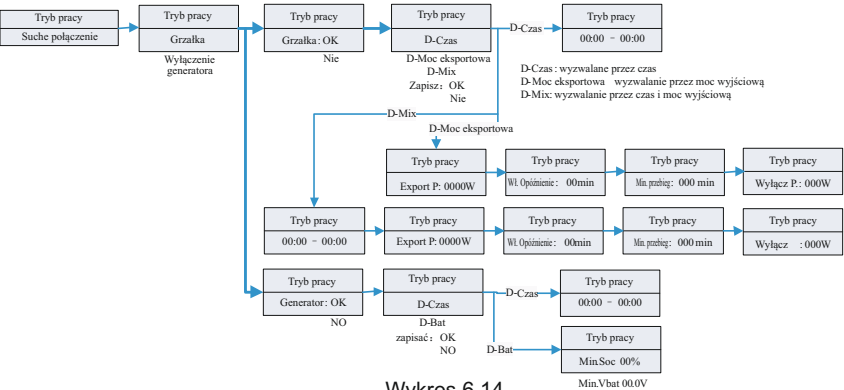 Tryb pracy
Suche połączenie
Tryb pracy
Grzałka
Wyłączenie
generatora
Tryb pracy
Grzałka: OK
Nie
Tryb pracy
D-Czas
D-Moc eksportowa
D-Mix
Zapisz: OK
Nie
D-Czas
Tryb pracy
00:00 - 00:00
D-Czas: wyzwalane przez czas
D-Moc eksportowa wyzwalanie przez moc wyjściową
D-Mix: wyzwalanie przez czas i moc wyjściową
D-Mix
D-Moc eksportowa
Tryb pracy
Export P: 0000W
Tryb pracy
Wł. Opóźnienie: 00min
Tryb pracy
Min. przebieg: 000 min
Tryb pracy
Wyłącz P.: 000W
Tryb pracy
00:00 - 00:00
Tryb pracy
Export P: 0000W
Tryb pracy
Wł. Opóźnienie: 00min
Tryb pracy
Min. przebieg: 000 min
Tryb pracy
Wyłącz :000W
Tryb pracy
Generator: OK
NO
Tryb pracy
D-Czas
D-Bat
zapisać: OK
NO
D-Czas
Tryb pracy
00:00 - 00:00
D-Bat
Tryb pracy
Min.Soc 00%
Min.Vbat 00.0V
Wykres 6.14